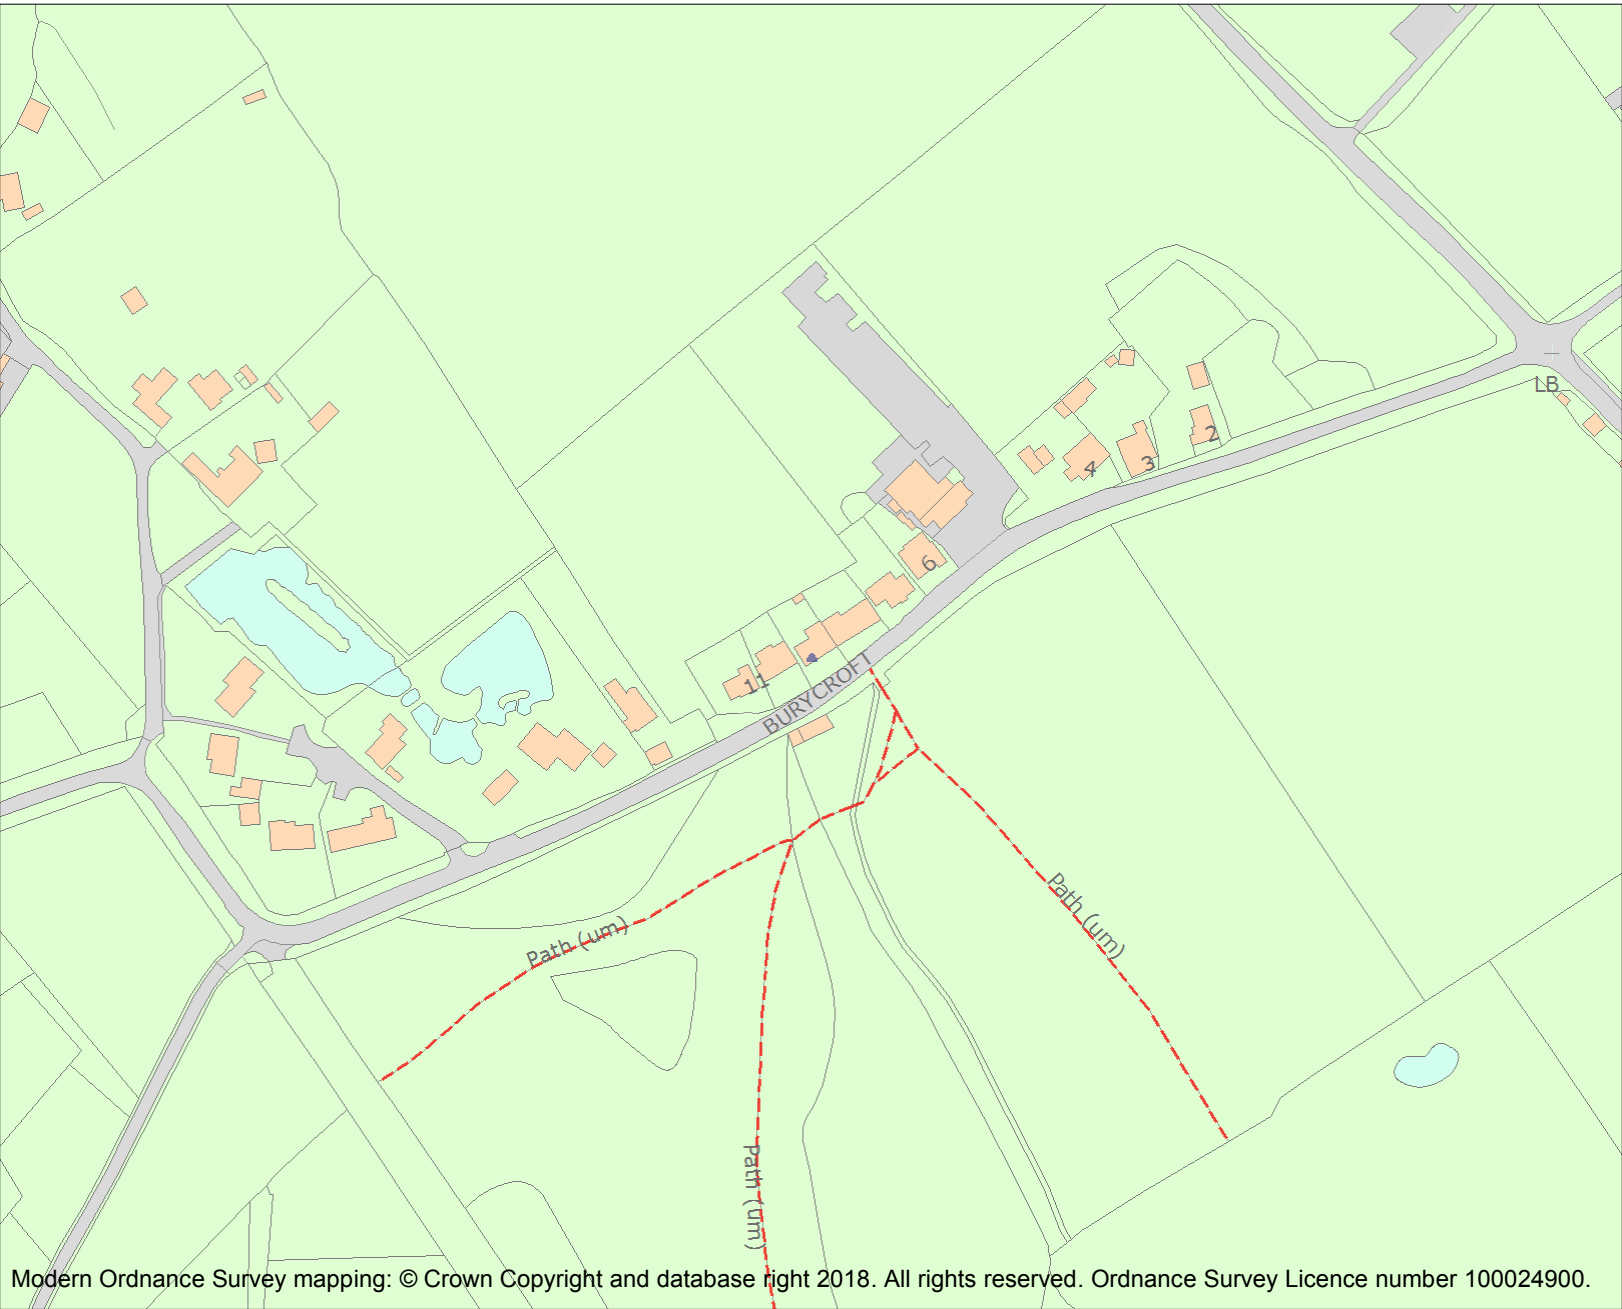 LB
2
3
4
6
11
BURYCROFT
Path (um)
Path (um)
Path (um)
Modern Ordnance Survey mapping: © Crown Copyright and database right 2018. All rights reserved. Ordnance Survey Licence number 100024900.